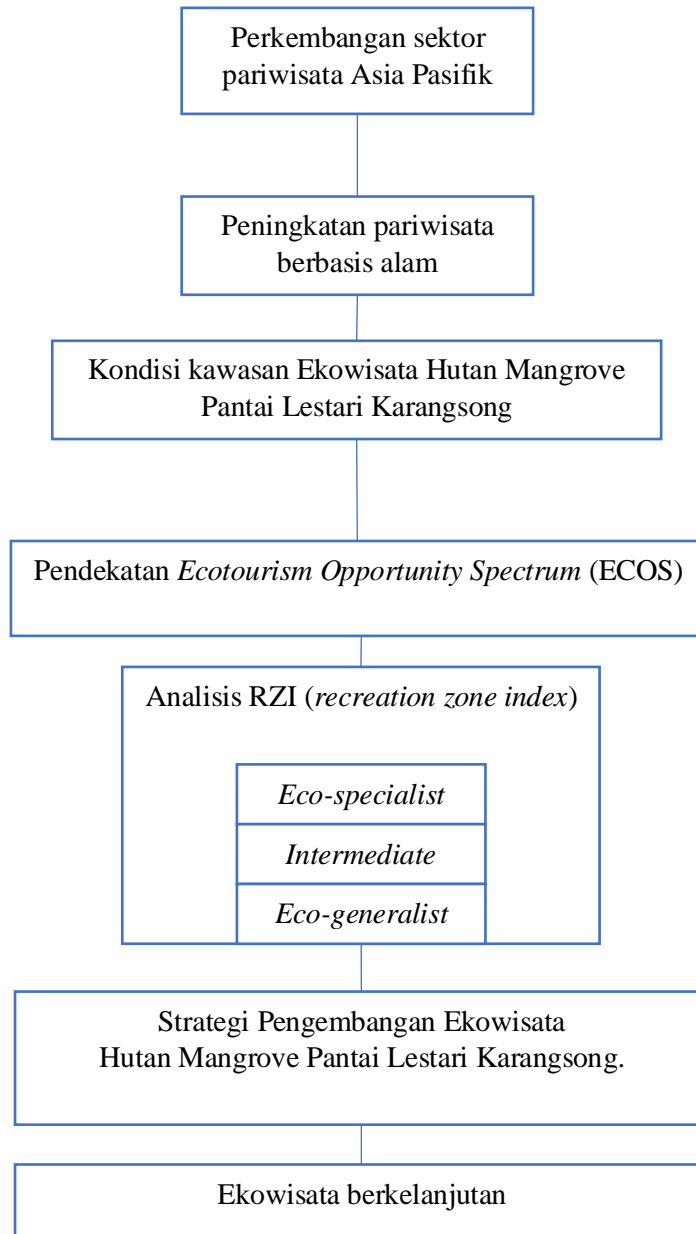 Perkembangan sektor
pariwisata Asia Pasifik
Peningkatan pariwisata
berbasis alam
Kondisi kawasan Ekowisata Hutan Mangrove
Pantai Lestari Karangsong
Pendekatan Ecotourism Opportunity Spectrum (ECOS)
Analisis RZI (recreation zone index)
Eco-specialist
Intermediate
Eco-generalist
Strategi Pengembangan Ekowisata
Hutan Mangrove Pantai Lestari Karangsong.
Ekowisata berkelanjutan